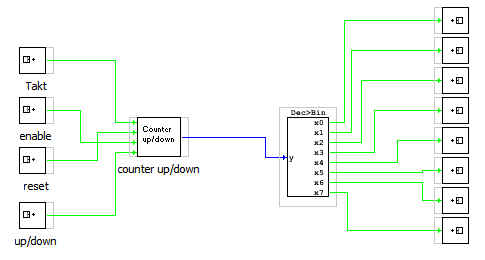 Takt
enable
reset
up/down
Counter
up/down
counter up/down
Dec>Bin
y
x0
x1
x2
x3
x4
x5
x6
x7